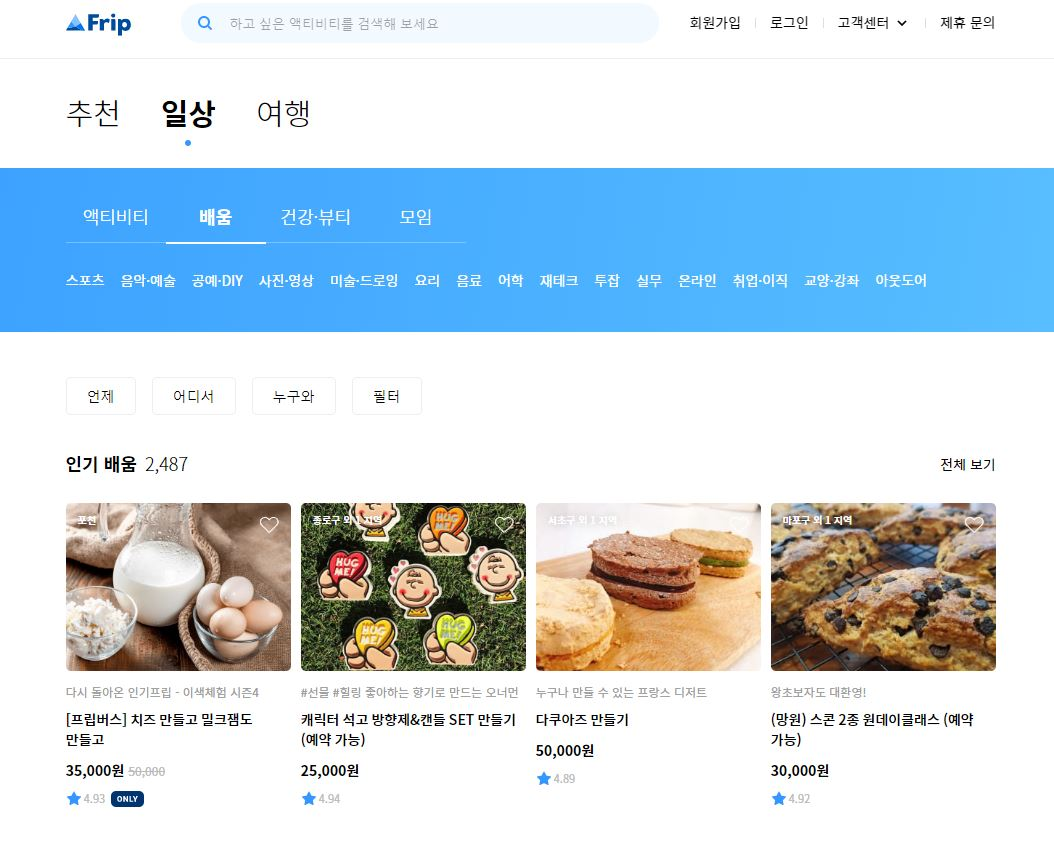 Frip
하고 싶은 액티비티를 검색해 보세요
회원가입
로그인
고객센터
제휴 문의
추천
일상
여행
액티비티
배움
건강·뷰티
모임
스포츠 음악·예술 공예·DIY 사진·영상 미술·드로잉 요리 음료 어학 재테크 투잡 실무 온라인 취업·이직 교양·강좌 아웃도어
언제
어디서
누구와
필터
인기 배움 2,487
전체 보기
포천
다시 돌아온 인기프립 - 이색체험 시즌4
[프립버스] 치즈 만들고 밀크잼도
만들고
35,000원 50,000
4.93 ONLY
종로구 외 1 지역
HUG ME!
HUG
ME!
HUG
ME!
HUG
ME!
#선물 #힐링 좋아하는 향기로 만드는 오너먼
캐릭터 석고 방향제&캔들 SET 만들기
(예약 가능)
25,000원
4.94
서초구 외 1 지역
누구나 만들 수 있는 프랑스 디저트
다쿠아즈 만들기
50,000원
4.89
마포구 외 1 지역
왕초보자도 대환영!
(망원) 스콘 2종 원데이클래스 (예약
가능)
30,000원
4.92